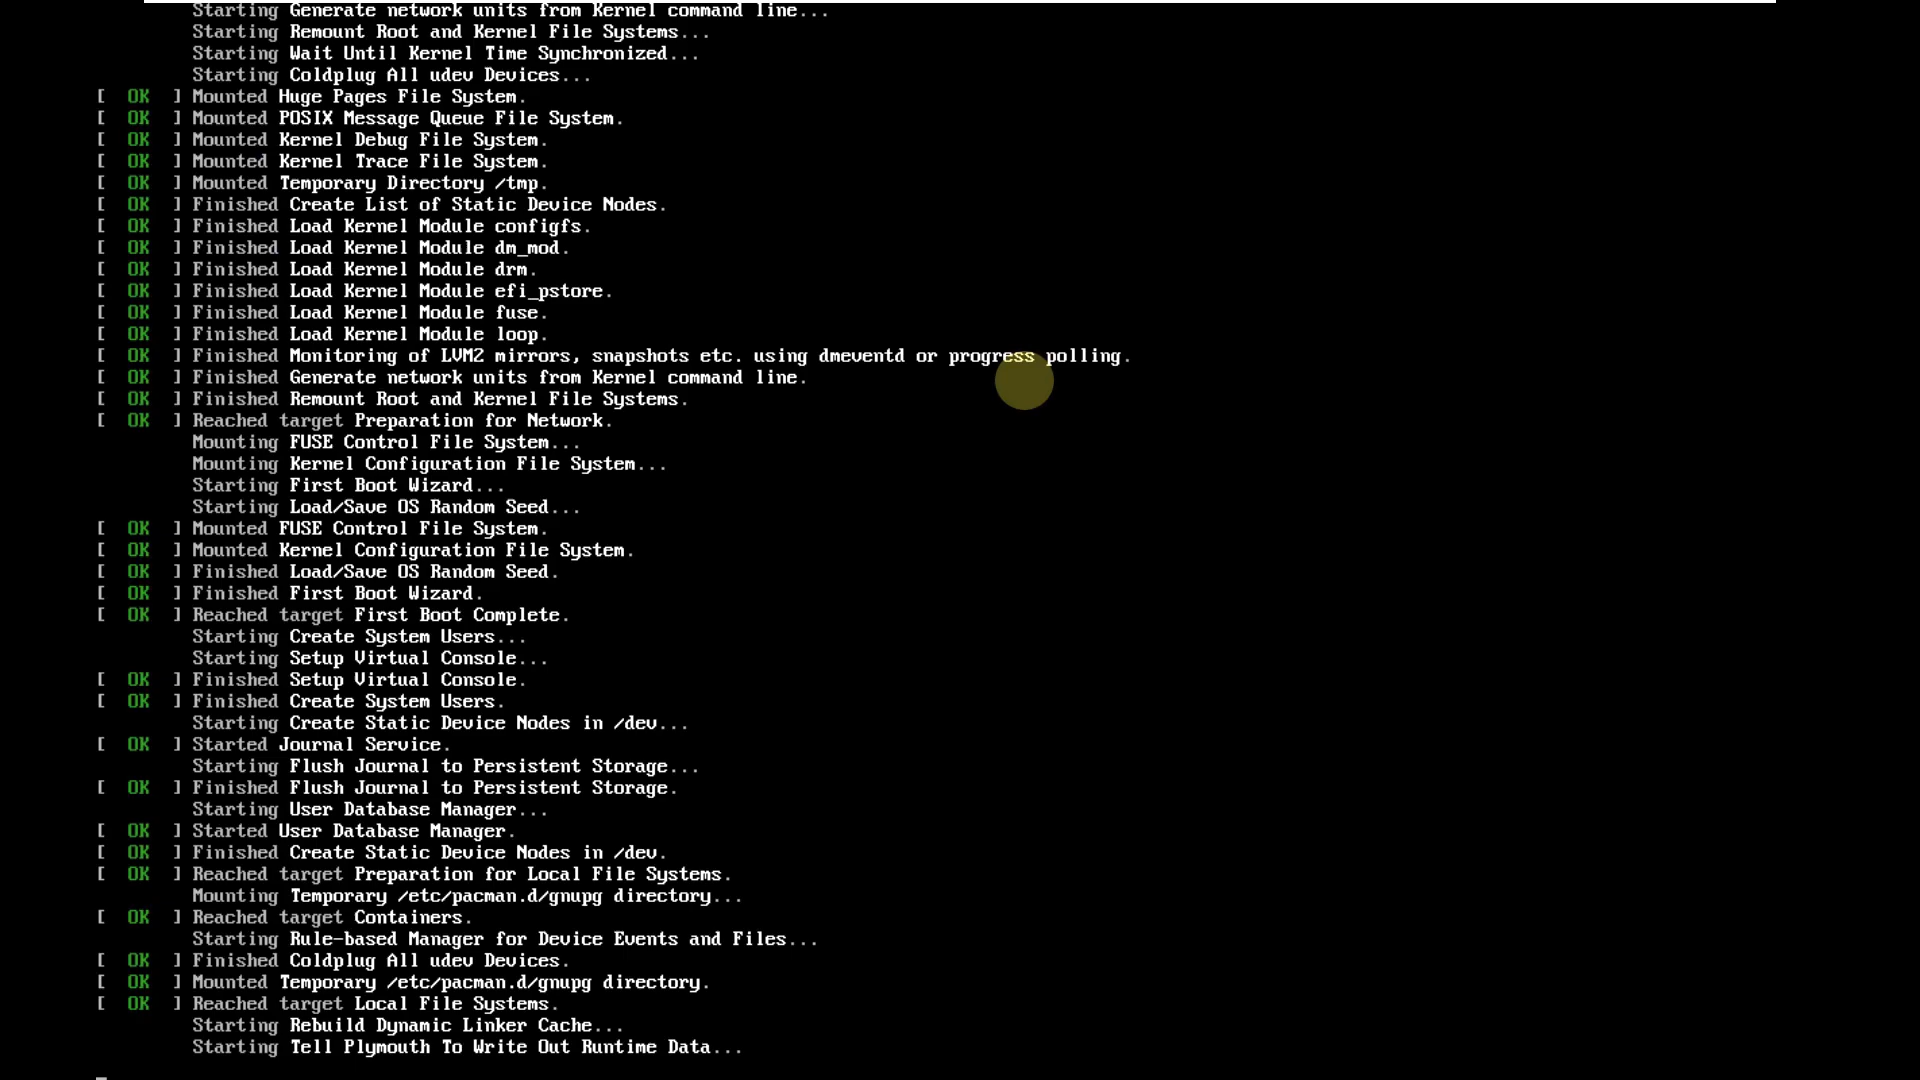 Starting Generate network units from Kernel command line...
Starting Remount Root and Kernel File Systems...
Starting Wait Until Kernel Time Synchronized...
Starting Coldplug All udev Devices...
[  OK  ] Mounted Huge Pages File System.
[  OK  ] Mounted POSIX Message Queue File System.
[  OK  ] Mounted Kernel Debug File System.
[  OK  ] Mounted Kernel Trace File System.
[  OK  ] Mounted Temporary Directory /tmp.
[  OK  ] Finished Create List of Static Device Nodes.
[  OK  ] Finished Load Kernel Module configfs.
[  OK  ] Finished Load Kernel Module dm_mod.
[  OK  ] Finished Load Kernel Module drm.
[  OK  ] Finished Load Kernel Module efi_pstore.
[  OK  ] Finished Load Kernel Module fuse.
[  OK  ] Finished Load Kernel Module loop.
[  OK  ] Finished Monitoring of LVM2 mirrors, snapshots etc. using dmeventd or progress polling.
[  OK  ] Finished Generate network units from Kernel command line.
[  OK  ] Finished Remount Root and Kernel File Systems.
[  OK  ] Reached target Preparation for Network.
Mounting FUSE Control File System...
Mounting Kernel Configuration File System...
Starting First Boot Wizard...
Starting Load/Save OS Random Seed...
[  OK  ] Mounted FUSE Control File System.
[  OK  ] Mounted Kernel Configuration File System.
[  OK  ] Finished Load/Save OS Random Seed.
[  OK  ] Finished First Boot Wizard.
[  OK  ] Reached target First Boot Complete.
Starting Create System Users...
Starting Setup Virtual Console...
[  OK  ] Finished Setup Virtual Console.
[  OK  ] Finished Create System Users.
Starting Create Static Device Nodes in /dev...
[  OK  ] Started Journal Service.
Starting Flush Journal to Persistent Storage...
[  OK  ] Finished Flush Journal to Persistent Storage.
Starting User Database Manager...
[  OK  ] Started User Database Manager.
[  OK  ] Finished Create Static Device Nodes in /dev.
[  OK  ] Reached target Preparation for Local File Systems.
Mounting Temporary /etc/pacman.d/gnupg directory...
[  OK  ] Reached target Containers.
Starting Rule-based Manager for Device Events and Files...
[  OK  ] Finished Coldplug All udev Devices.
[  OK  ] Mounted Temporary /etc/pacman.d/gnupg directory.
[  OK  ] Reached target Local File Systems.
Starting Rebuild Dynamic Linker Cache...
Starting Tell Plymouth To Write Out Runtime Data...